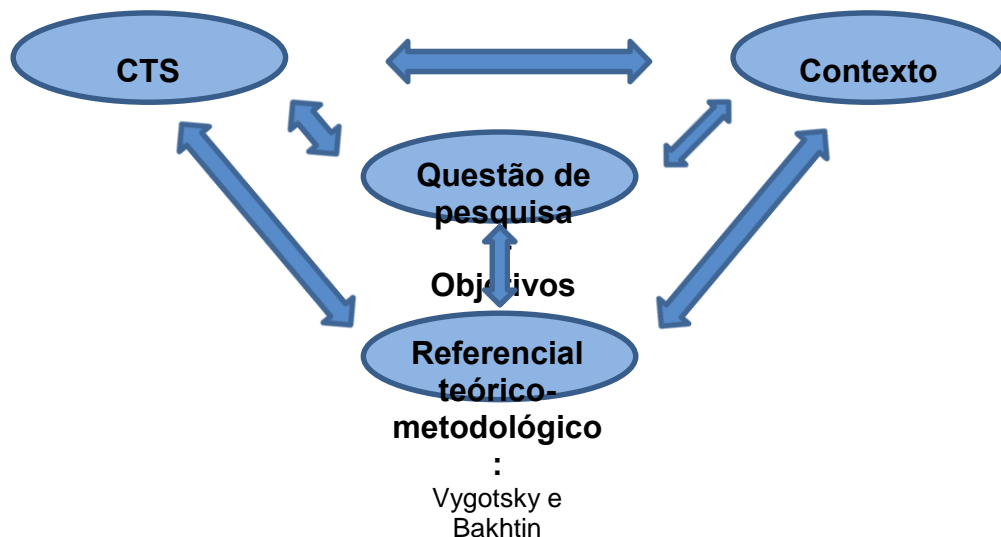 CTS
Contexto
Questão de
pesquisa
Objetivos
Referencial
teórico-
metodológico
:
Vygotsky e
Bakhtin